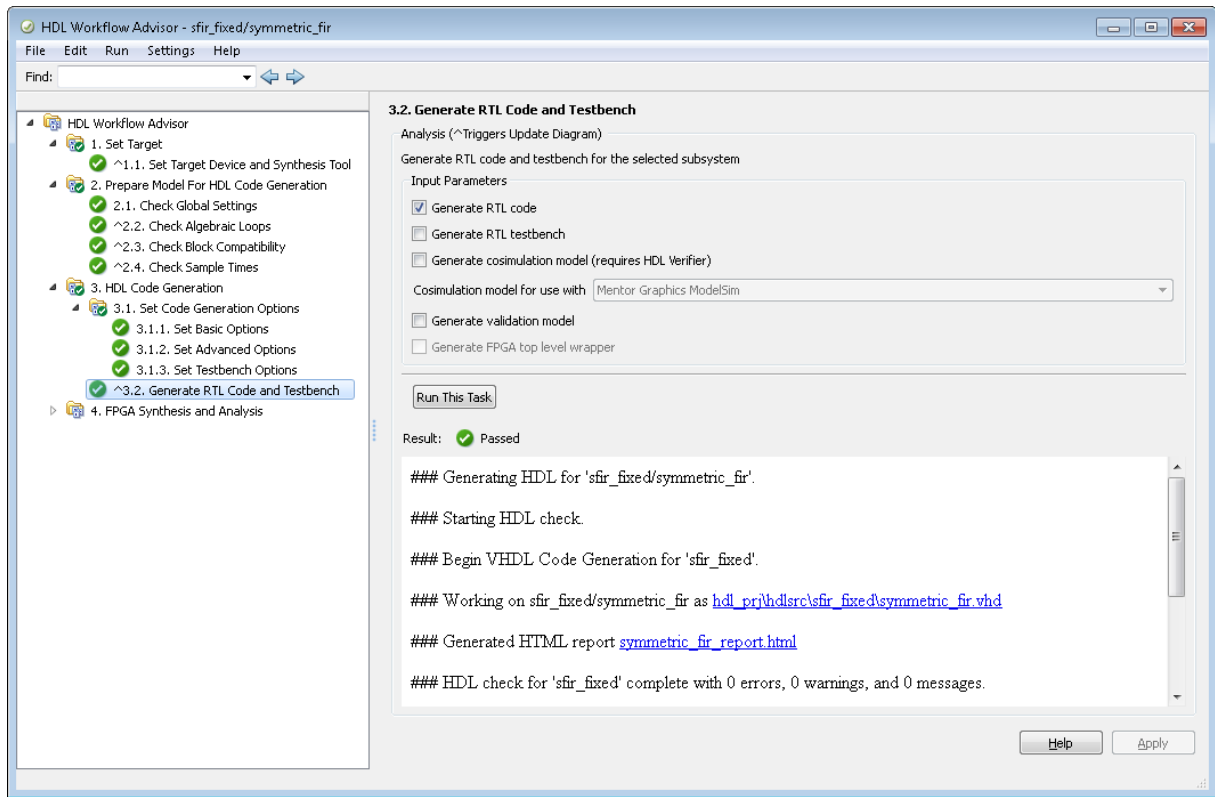 HDL Workflow Advisor - sfir_fixed/symmetric_fir
File Edit Run Settings Help
Find:
HDL Workflow Advisor
1. Set Target
^1.1. Set Target Device and Synthesis Tool
2. Prepare Model For HDL Code Generation
2.1. Check Global Settings
^2.2. Check Algebraic Loops
^2.3. Check Block Compatibility
^2.4. Check Sample Times
3. HDL Code Generation
3.1. Set Code Generation Options
3.1.1. Set Basic Options
3.1.2. Set Advanced Options
3.1.3. Set Testbench Options
^3.2. Generate RTL Code and Testbench
4. FPGA Synthesis and Analysis
3.2. Generate RTL Code and Testbench
Analysis (^Triggers Update Diagram)
Generate RTL code and testbench for the selected subsystem
Input Parameters
Generate RTL code
Generate RTL testbench
Generate cosimulation model (requires HDL Verifier)
Cosimulation model for use with Mentor Graphics ModelSim
Generate validation model
Generate FPGA top level wrapper
Run This Task
Result: Passed
### Generating HDL for 'sfir_fixed/symmetric_fir'.
### Starting HDL check.
### Begin VHDL Code Generation for 'sfir_fixed'.
### Working on sfir_fixed/symmetric_fir as hdl_prj\hdlsrc\sfir_fixed\symmetric_fir.vhd
### Generated HTML report symmetric_fir_report.html
### HDL check for 'sfir_fixed' complete with 0 errors, 0 warnings, and 0 messages.
Help Apply